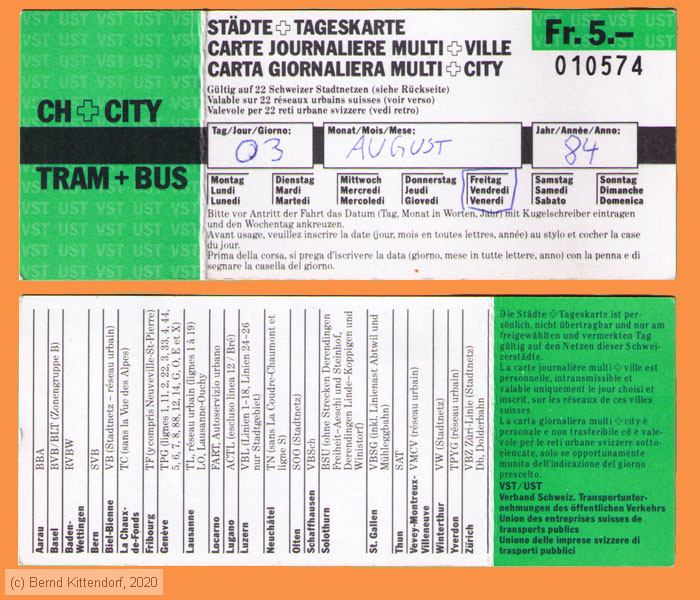 STÄDTE + TAGESKARTE
CARTE JOURNALIERE MULTI + VILLE
CARTA GIORNALIERA MULTI + CITY
Fr. 5.–
010574
Gültig auf 22 Schweizer Stadtnetzen (siehe Rückseite)
Valable sur 22 réseaux urbains suisses (voir verso)
Valevole per 22 reti urbane svizzere (vedi retro)
CH + CITY
TRAM + BUS
Tag/Jour/Giorno:
Monat/Mois/Mese:
Jahr/Année/Anno:
03
AUGUST
84
Montag Dienstag Mittwoch Donnerstag Freitag Samstag Sonntag
Lundi Mardi Mercredi Jeudi Vendredi Samedi Dimanche
Lunedi Martedi Mercoledi Giovedi Venerdi Sabato Domenica
Bitte vor Antritt der Fahrt das Datum (Tag, Monat in Worten, Jahr) mit Kugelschreiber eintragen
und den Wochentag ankreuzen.
Avant usage, veuillez inscrire la date (jour, mois en toutes lettres, année) au stylo et cocher la case
du jour.
Prima della corsa, si prega d'iscrivere la data (giorno, mese in tutte lettere, anno) con la penna e di
segnare la casella del giorno.
VST UST VST UST VST
Aarau BBA
Basel BVB/BLT (Zonengruppe B)
Baden-
Wettingen RVBW
Bern SVB
Biel-Bienne VB (Stadtnetz – réseau urbain)
La Chaux-
de-Fonds TC (sans la Vue des Alpes)
Fribourg TF (y compris Neuveville-St-Pierre)
Genève TPG (lignes 1, 11, 2, 22, 3, 33, 4, 44,
5, 6, 7, 8, 88, 12, 14, G, O, E et X)
Lausanne TL, réseau urbain (lignes 1 à 19)
LO, Lausanne-Ouchy
Locarno FART, Autoservizio urbano
Lugano ACTL (escluso linea 12 / Brè)
Luzern VBL (Linien 1–18, Linien 24–26
nur Stadtgebiet)
Neuchâtel TN (sans La Coudre-Chaumont et
ligne S)
Olten SOO (Stadtnetz)
Schaffhausen VBSch
Solothurn BSU (ohne Strecken Derendingen
Freihof–Aeschi und Steinhof,
Derendingen Linde–Koppigen und
Winistorf)
St. Gallen VBSG (inkl. Linienast Abtwil und
Mühleggbahn)
Thun SAT
Vevey-Montreux-
Villeneuve VMCV (réseau urbain)
Winterthur VW (Stadtnetz)
Yverdon TPYG (réseau urbain)
Zürich VBZ Züri-Linie (Stadtnetz)
Db, Dolderbahn
Die Städte + Tageskarte ist per-
sönlich, nicht übertragbar und nur am
freigewählten und vermerkten Tag
gültig auf den Netzen dieser Schwei-
zerstädte.
La carte journalière multi + ville est
personnelle, intransmissible et
valable uniquement le jour choisi et
inscrit, sur les réseaux de ces villes
suisses.
La carta giornaliera multi + city è
personale e non trasferibile ed è vale-
vole per le reti urbane svizzere sotto-
elencate, solo se opportunamente
munita dell'indicazione del giorno
prescelto.
VST/UST
Verband Schweiz. Transportunter-
nehmungen des öffentlichen Verkehrs
Union des entreprises suisses de
transports publics
Unione delle imprese svizzere di
trasporti pubblici
(c) Bernd Kittendorf, 2020